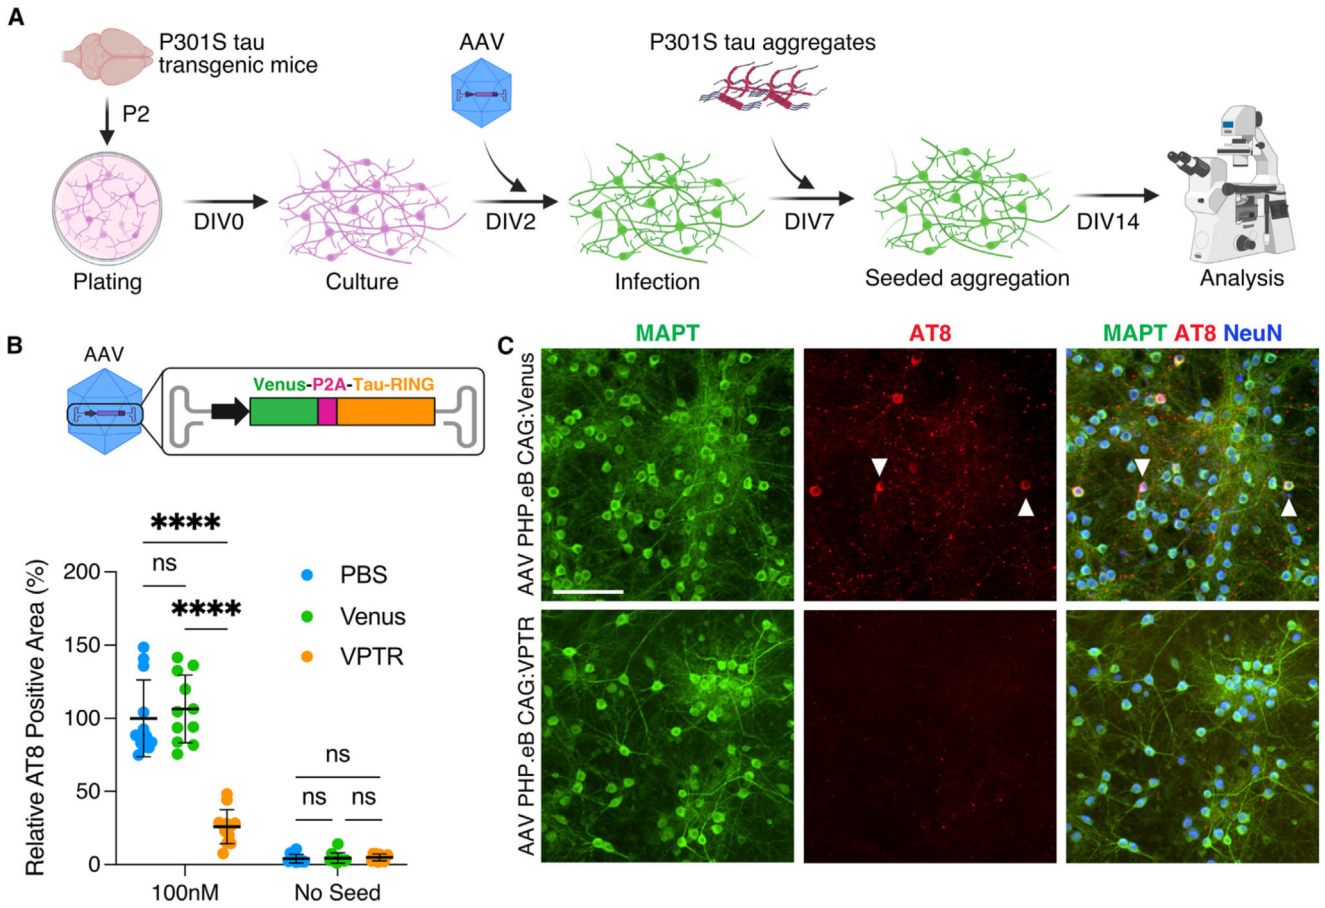 A
P301S tau
transgenic mice
AAV
P301S tau aggregates
P2
DIV0
DIV2
DIV7
DIV14
Plating
Culture
Infection
Seeded aggregation
Analysis
B
AAV
Venus-P2A-Tau-RING
Relative AT8 Positive Area (%)
200
150
100
50
0
****
ns
****
PBS
Venus
VPTR
ns
ns
ns
100nM
No Seed
C
MAPT
AT8
MAPT AT8 NeuN
AAV PHP.eB CAG:Venus
AAV PHP.eB CAG:VPTR